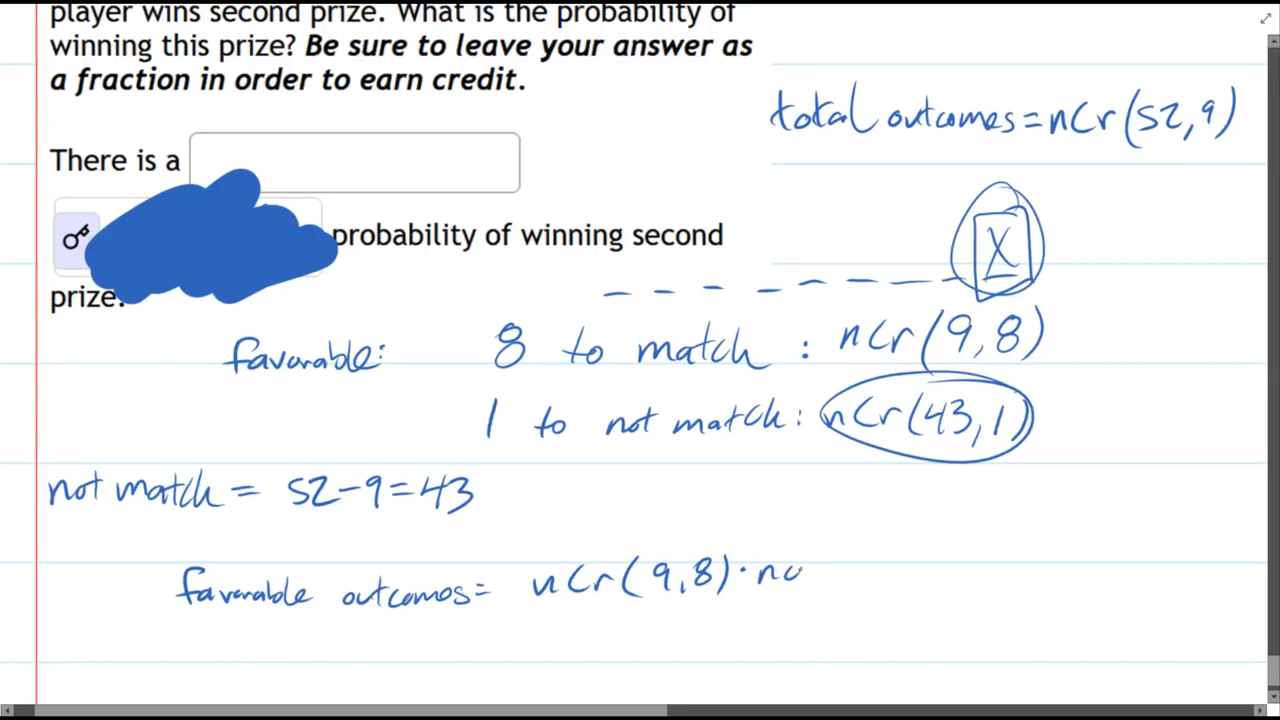 player wins second prize. What is the probability of
winning this prize? Be sure to leave your answer as
a fraction in order to earn credit.
total outcomes = nCr(52,9)
There is a
probability of winning second
X
prize.
favorable: 8 to match : nCr(9,8)
1 to not match: nCr(43,1)
not match = 52-9=43
favorable outcomes = nCr(9,8)·nC